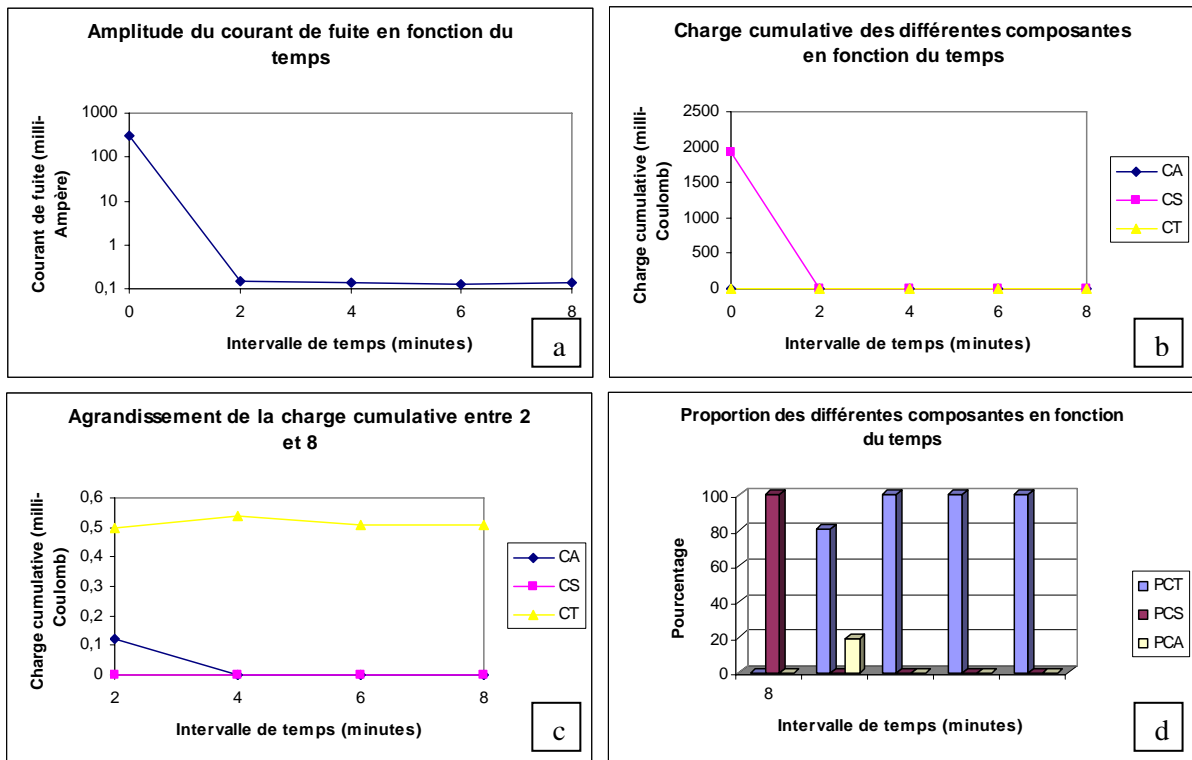 Amplitude du courant de fuite en fonction du
temps
Courant de fuite (milli-
Ampère)
1000
100
10
1
0,1
0 2 4 6 8
Intervalle de temps (minutes)
a
Charge cumulative des différentes composantes
en fonction du temps
Charge cumulative (milli-
Coulomb)
2500
2000
1500
1000
500
0
0 2 4 6 8
Intervalle de temps (minutes)
CA
CS
CT
b
Agrandissement de la charge cumulative entre 2
et 8
Charge cumulative (milli-
Coulomb)
0,6
0,5
0,4
0,3
0,2
0,1
0
2 4 6 8
Intervalle de temps (minutes)
CA
CS
CT
c
Proportion des différentes composantes en fonction
du temps
Pourcentage
100
80
60
40
20
0
8
Intervalle de temps (minutes)
PCT
PCS
PCA
d